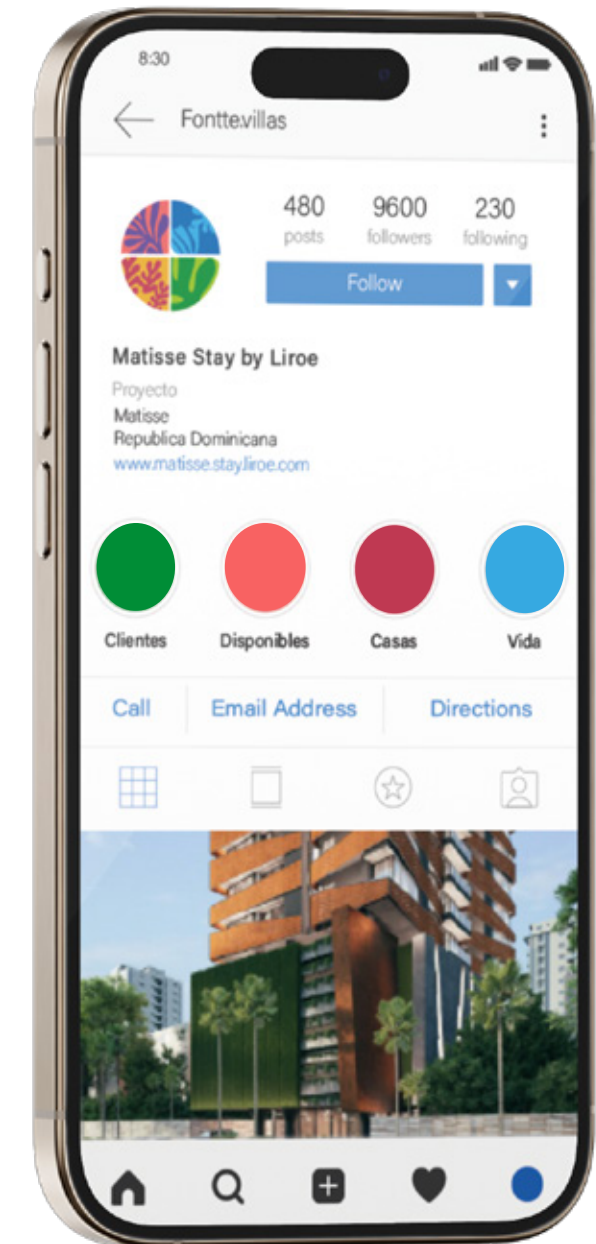 8:30
Fonttevillas
480 9600 230
posts followers following
Follow
Matisse Stay by Liroe
Proyecto
Matisse
Republica Dominicana
www.matisse.stay.liroe.com
Clientes Disponibles Casas Vida
Call Email Address Directions